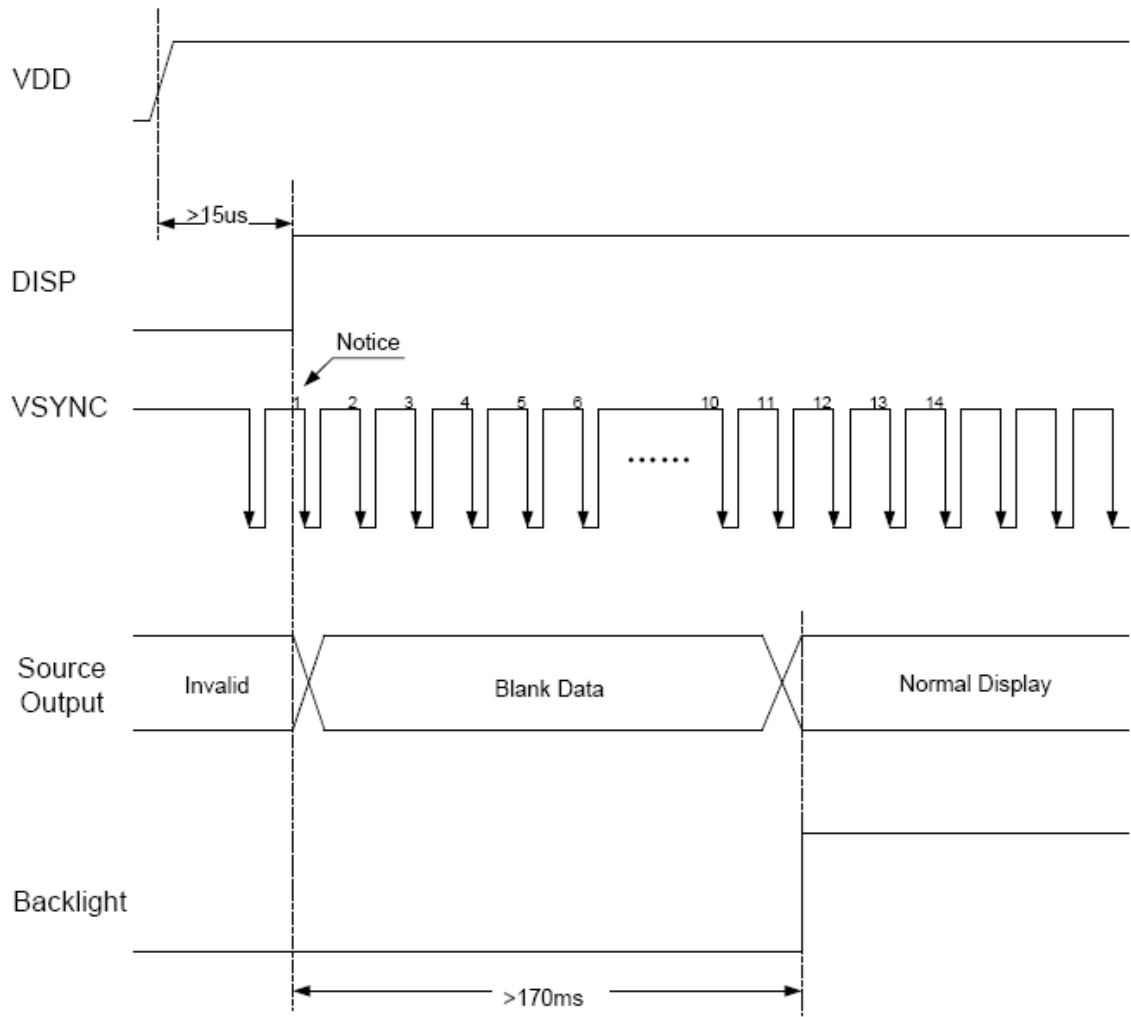 VDD
>15us
DISP
Notice
VSYNC
1 2 3 4 5 6 10 11 12 13 14
......
Source
Output
Invalid
Blank Data
Normal Display
Backlight
>170ms